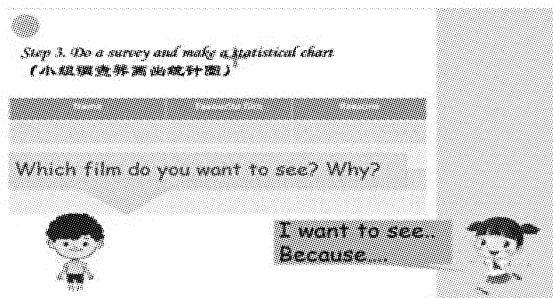 Step 3. Do a survey and make a statistical chart
（小组调查并画出统计图）
Name
Which film do you want to see? Why?
I want to see..
Because....